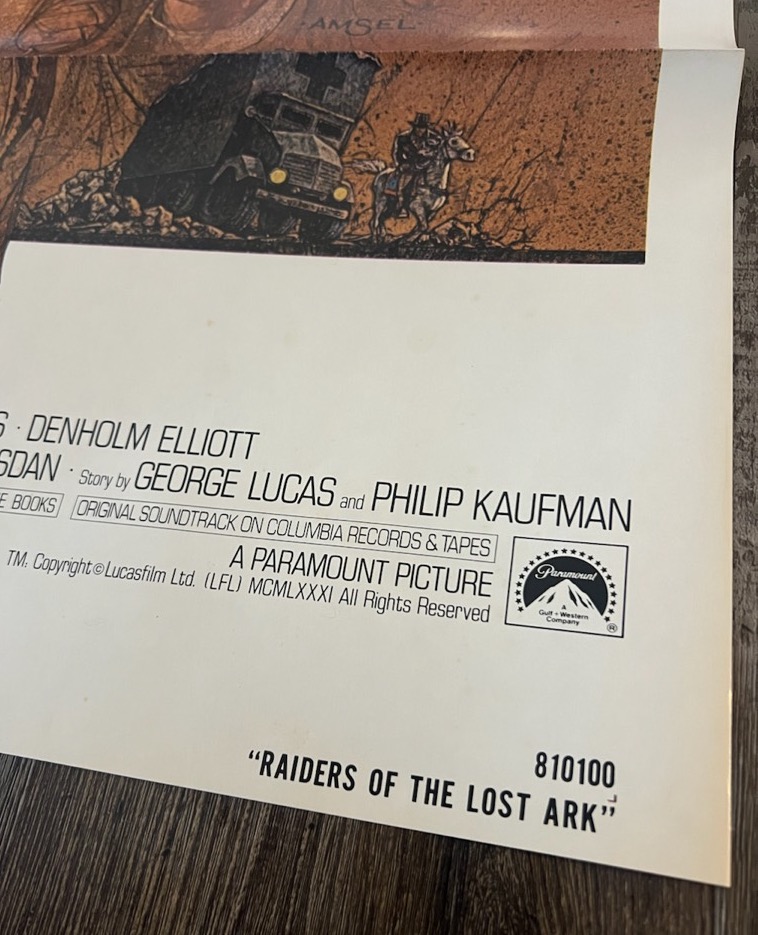 ·AMSEL·
S · DENHOLM ELLIOTT
SDAN · Story by GEORGE LUCAS and PHILIP KAUFMAN
E BOOKS ORIGINAL SOUNDTRACK ON COLUMBIA RECORDS & TAPES
A PARAMOUNT PICTURE
TM: Copyright © Lucasfilm Ltd. (LFL) MCMLXXXI All Rights Reserved
Paramount
A
Gulf + Western
Company
®
810100
“RAIDERS OF THE LOST ARK”